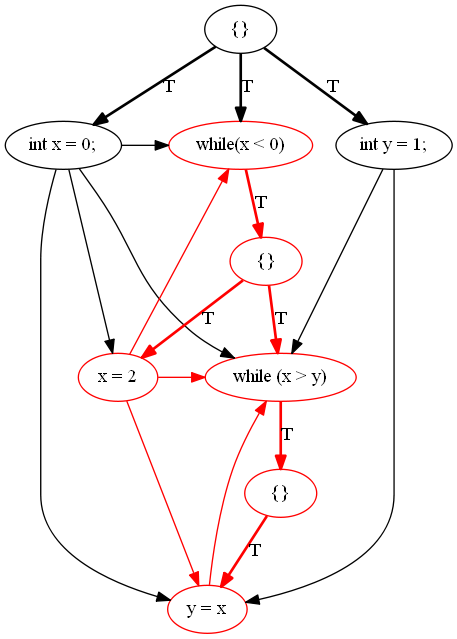 {}
T
T
T
int x = 0;
while(x < 0)
int y = 1;
T
{}
T
T
x = 2
while (x > y)
T
{}
T
y = x